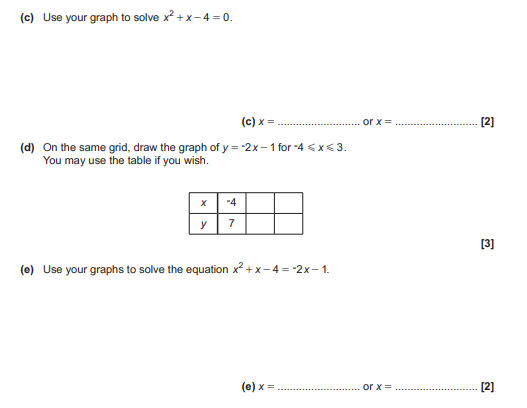 (c) Use your graph to solve x² + x – 4 = 0.
(c) x = ............................ or x = ............................ [2]
(d) On the same grid, draw the graph of y = ⁻2x – 1 for ⁻4 ⩽ x ⩽ 3.
You may use the table if you wish.
x ⁻4
y 7
[3]
(e) Use your graphs to solve the equation x² + x – 4 = ⁻2x – 1.
(e) x = ............................ or x = ............................ [2]